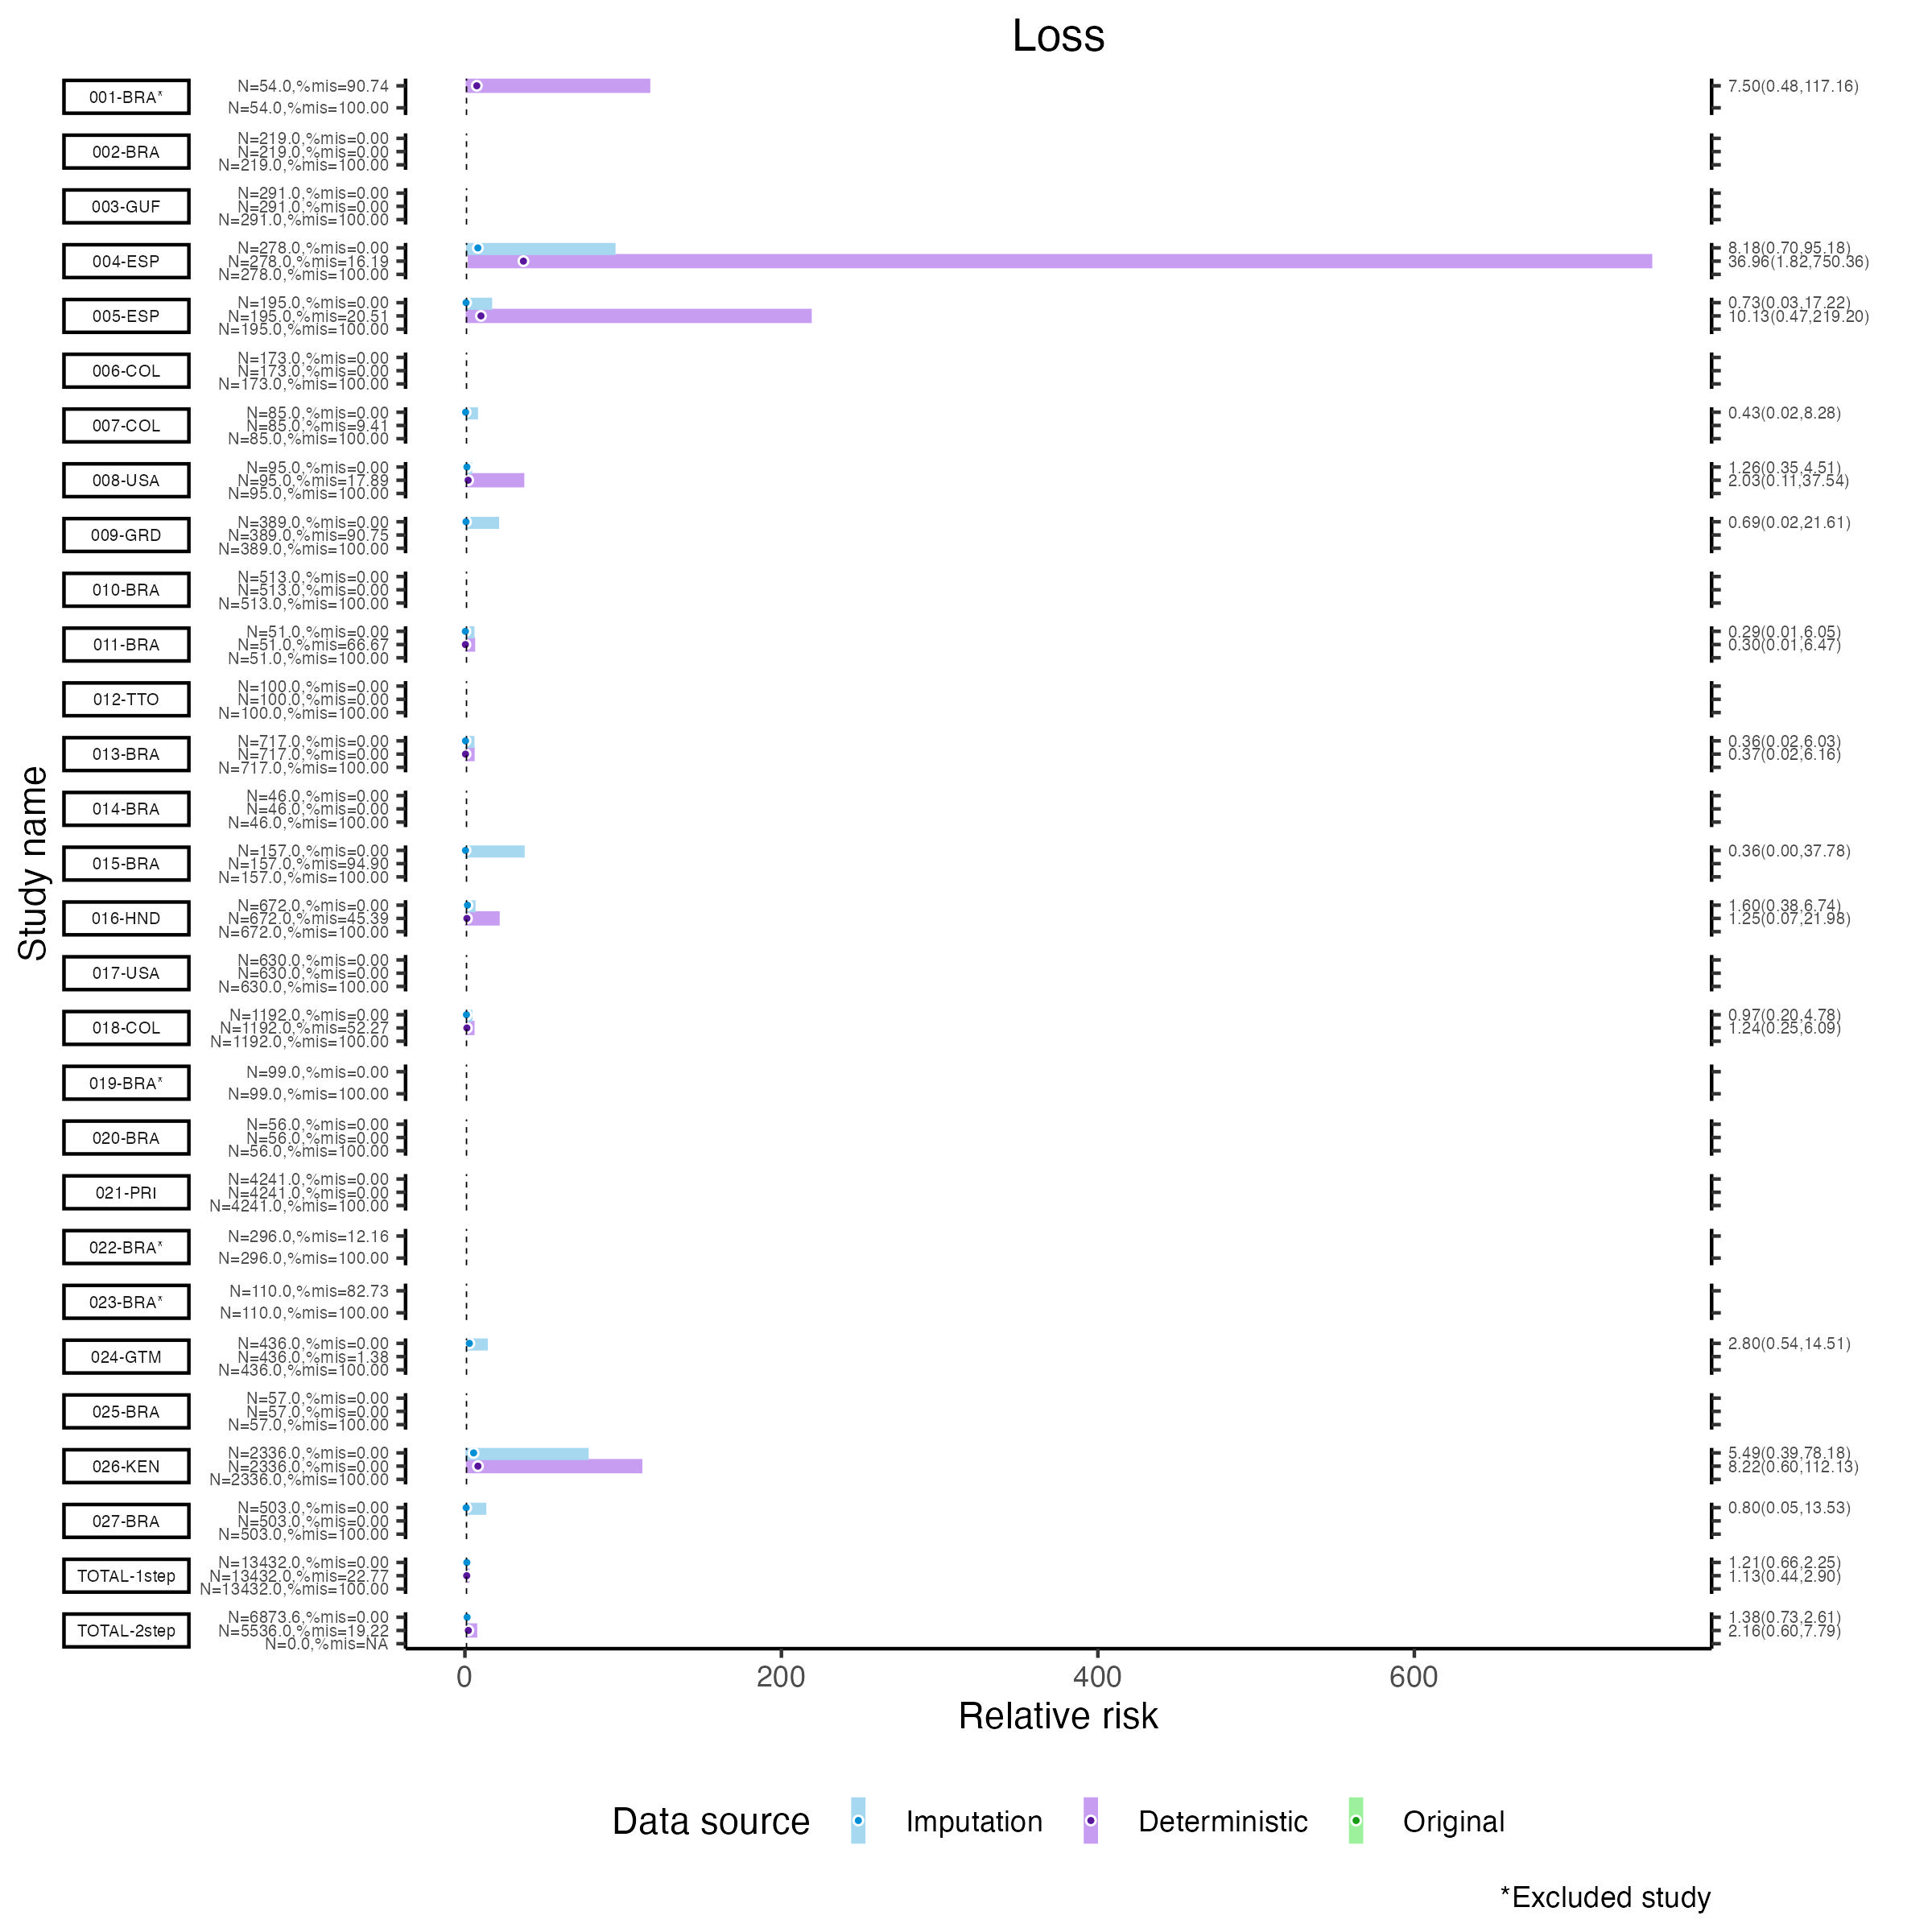 Loss
001-BRA*
N=54.0,%mis=90.74
7.50(0.48,117.16)
N=54.0,%mis=100.00
002-BRA
N=219.0,%mis=0.00
N=219.0,%mis=0.00
N=219.0,%mis=100.00
003-GUF
N=291.0,%mis=0.00
N=291.0,%mis=0.00
N=291.0,%mis=100.00
004-ESP
N=278.0,%mis=0.00
8.18(0.70,95.18)
N=278.0,%mis=16.19
36.96(1.82,750.36)
N=278.0,%mis=100.00
005-ESP
N=195.0,%mis=0.00
0.73(0.03,17.22)
N=195.0,%mis=20.51
10.13(0.47,219.20)
N=195.0,%mis=100.00
006-COL
N=173.0,%mis=0.00
N=173.0,%mis=0.00
N=173.0,%mis=100.00
007-COL
N=85.0,%mis=0.00
0.43(0.02,8.28)
N=85.0,%mis=9.41
N=85.0,%mis=100.00
008-USA
N=95.0,%mis=0.00
1.26(0.35,4.51)
N=95.0,%mis=17.89
2.03(0.11,37.54)
N=95.0,%mis=100.00
009-GRD
N=389.0,%mis=0.00
0.69(0.02,21.61)
N=389.0,%mis=90.75
N=389.0,%mis=100.00
010-BRA
N=513.0,%mis=0.00
N=513.0,%mis=0.00
N=513.0,%mis=100.00
011-BRA
N=51.0,%mis=0.00
0.29(0.01,6.05)
N=51.0,%mis=66.67
0.30(0.01,6.47)
N=51.0,%mis=100.00
012-TTO
N=100.0,%mis=0.00
N=100.0,%mis=0.00
N=100.0,%mis=100.00
013-BRA
N=717.0,%mis=0.00
0.36(0.02,6.03)
N=717.0,%mis=0.00
0.37(0.02,6.16)
N=717.0,%mis=100.00
014-BRA
N=46.0,%mis=0.00
N=46.0,%mis=0.00
N=46.0,%mis=100.00
015-BRA
N=157.0,%mis=0.00
0.36(0.00,37.78)
N=157.0,%mis=94.90
N=157.0,%mis=100.00
016-HND
N=672.0,%mis=0.00
1.60(0.38,6.74)
N=672.0,%mis=45.39
1.25(0.07,21.98)
N=672.0,%mis=100.00
017-USA
N=630.0,%mis=0.00
N=630.0,%mis=0.00
N=630.0,%mis=100.00
018-COL
N=1192.0,%mis=0.00
0.97(0.20,4.78)
N=1192.0,%mis=52.27
1.24(0.25,6.09)
N=1192.0,%mis=100.00
019-BRA*
N=99.0,%mis=0.00
N=99.0,%mis=100.00
020-BRA
N=56.0,%mis=0.00
N=56.0,%mis=0.00
N=56.0,%mis=100.00
021-PRI
N=4241.0,%mis=0.00
N=4241.0,%mis=0.00
N=4241.0,%mis=100.00
022-BRA*
N=296.0,%mis=12.16
N=296.0,%mis=100.00
023-BRA*
N=110.0,%mis=82.73
N=110.0,%mis=100.00
024-GTM
N=436.0,%mis=0.00
2.80(0.54,14.51)
N=436.0,%mis=1.38
N=436.0,%mis=100.00
025-BRA
N=57.0,%mis=0.00
N=57.0,%mis=0.00
N=57.0,%mis=100.00
026-KEN
N=2336.0,%mis=0.00
5.49(0.39,78.18)
N=2336.0,%mis=0.00
8.22(0.60,112.13)
N=2336.0,%mis=100.00
027-BRA
N=503.0,%mis=0.00
0.80(0.05,13.53)
N=503.0,%mis=0.00
N=503.0,%mis=100.00
TOTAL-1step
N=13432.0,%mis=0.00
1.21(0.66,2.25)
N=13432.0,%mis=22.77
1.13(0.44,2.90)
N=13432.0,%mis=100.00
TOTAL-2step
N=6873.6,%mis=0.00
1.38(0.73,2.61)
N=5536.0,%mis=19.22
2.16(0.60,7.79)
N=0.0,%mis=NA
Study name
0 200 400 600
Relative risk
Data source Imputation Deterministic Original
*Excluded study